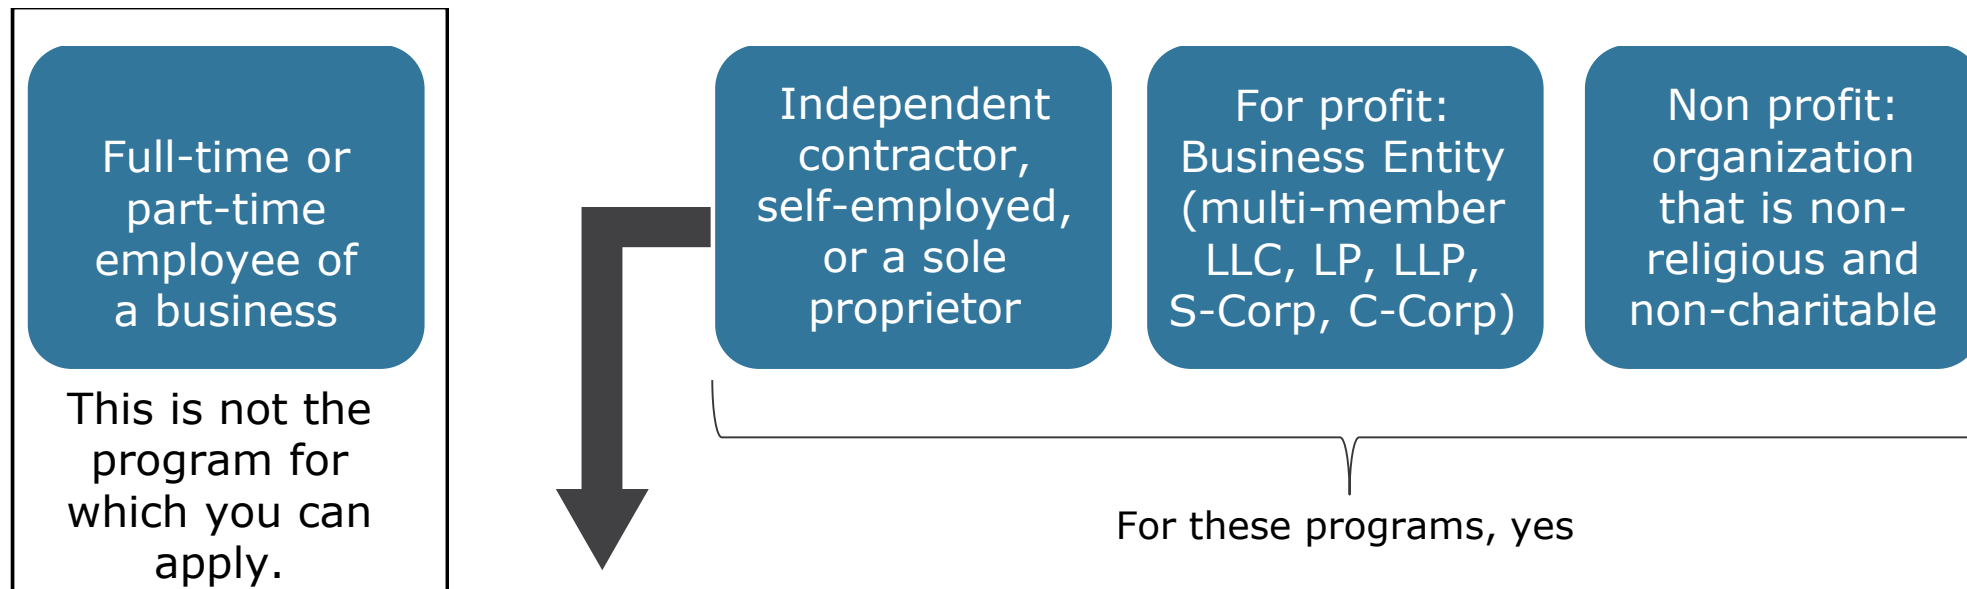 Full-time or
part-time
employee of
a business
This is not the
program for
which you can
apply.
Independent
contractor,
self-employed,
or a sole
proprietor
For profit:
Business Entity
(multi-member
LLC, LP, LLP,
S-Corp, C-Corp)
Non profit:
organization
that is non-
religious and
non-charitable
For these programs, yes